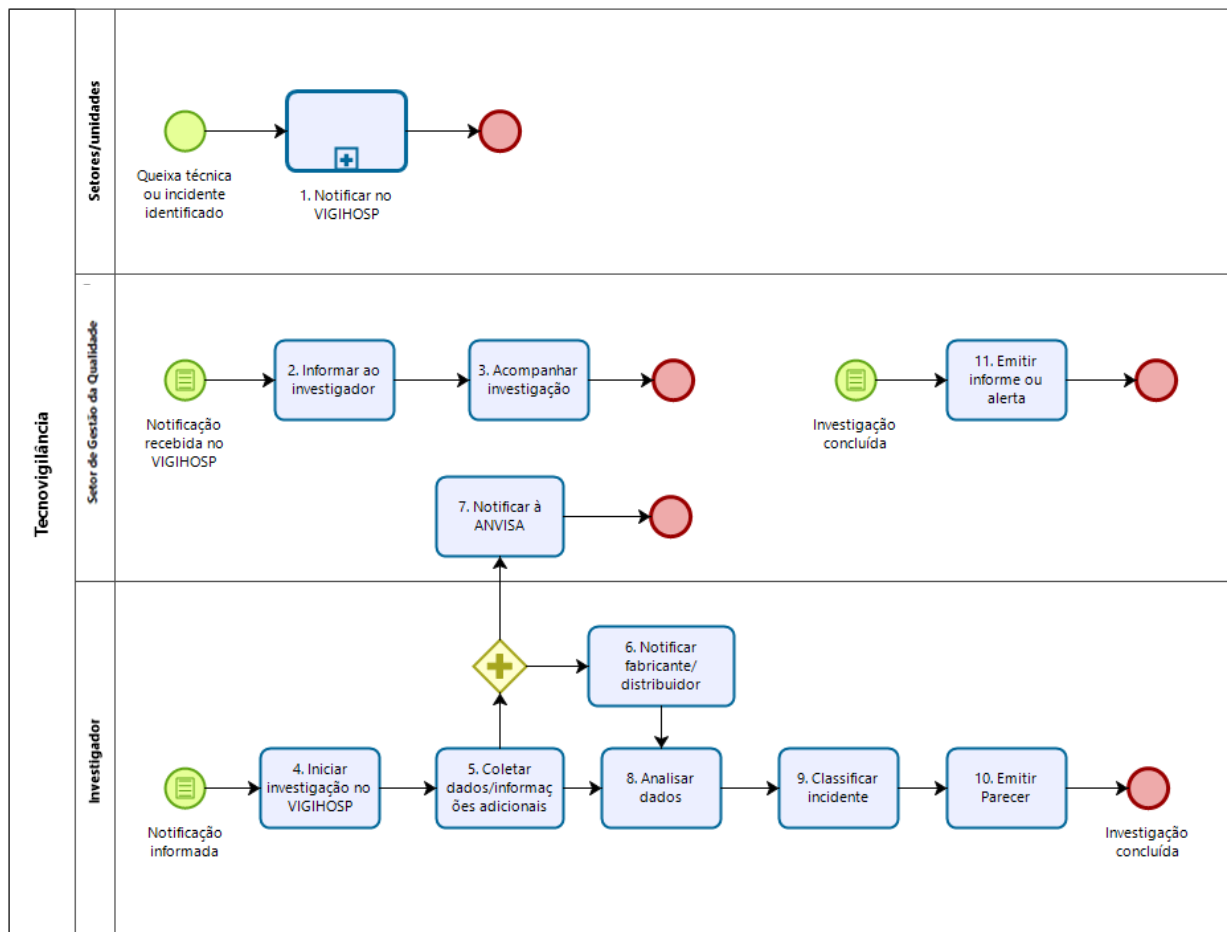 Tecnovigilância
Setores/unidades
Queixa técnica
ou incidente
identificado
1. Notificar no
VIGIHOSP
Setor de Gestão da Qualidade
Notificação
recebida no
VIGIHOSP
2. Informar ao
investigador
3. Acompanhar
investigação
Investigação
concluída
11. Emitir
informe ou
alerta
7. Notificar à
ANVISA
Investigador
6. Notificar
fabricante/
distribuidor
Notificação
informada
4. Iniciar
investigação no
VIGIHOSP
5. Coletar
dados/informaç
ões adicionais
8. Analisar
dados
9. Classificar
incidente
10. Emitir
Parecer
Investigação
concluída